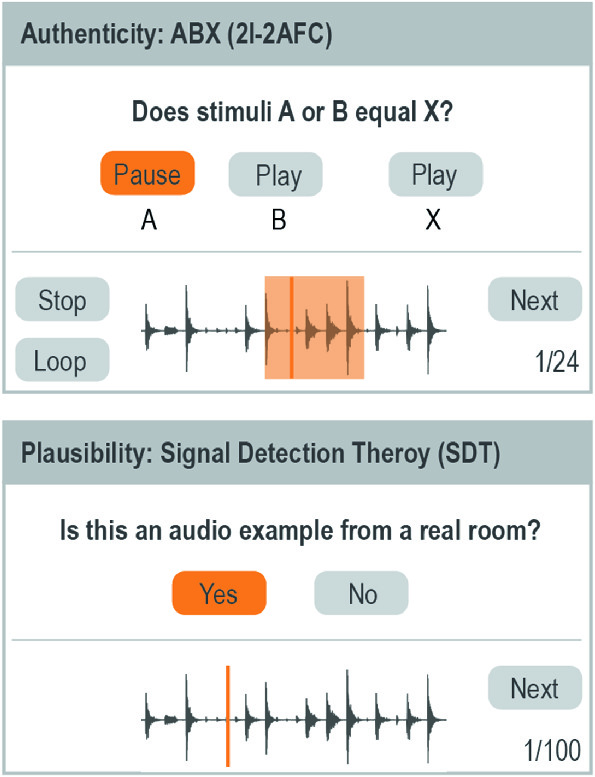 Authenticity: ABX (2I-2AFC)
Does stimuli A or B equal X?
Pause Play Play
A B X
Stop
Next
Loop
1/24
Plausibility: Signal Detection Theroy (SDT)
Is this an audio example from a real room?
Yes No
Next
1/100